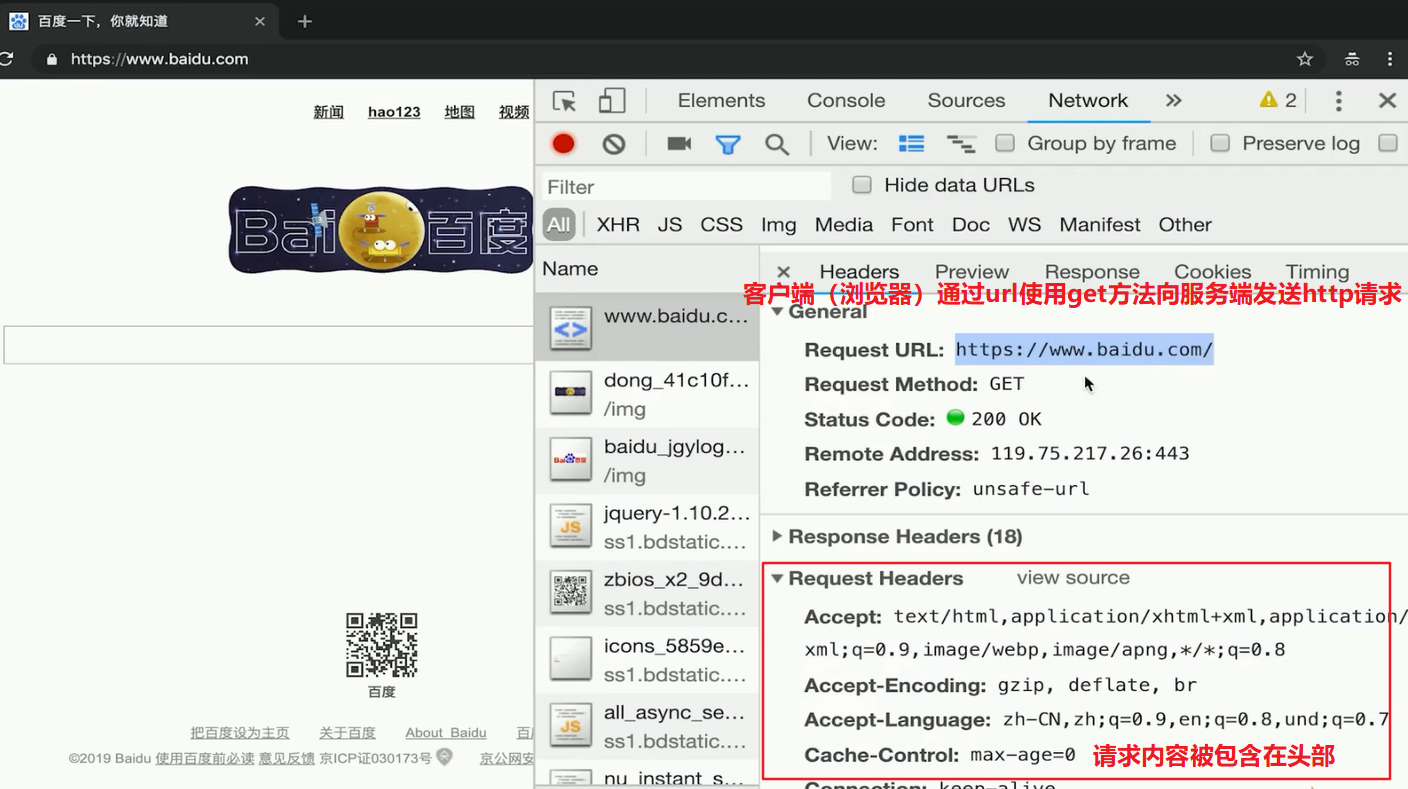 百度一下，你就知道
https://www.baidu.com
新闻 hao123 地图 视频
Bai 百度
百度
把百度设为主页 关于百度 About Baidu 百
©2019 Baidu 使用百度前必读 意见反馈 京ICP证030173号 京公网安
Elements Console Sources Network » 2
View: Group by frame Preserve log
Filter Hide data URLs
All XHR JS CSS Img Media Font Doc WS Manifest Other
Name
www.baidu.c...
dong_41c10f...
/img
baidu_jgylog...
/img
jquery-1.10.2...
ss1.bdstatic....
zbios_x2_9d...
ss1.bdstatic....
icons_5859e...
ss1.bdstatic....
all_async_se...
ss1.bdstatic....
nu_instant_s...
Headers Preview Response Cookies Timing
客户端（浏览器）通过url使用get方法向服务端发送http请求
General
Request URL: https://www.baidu.com/
Request Method: GET
Status Code: 200 OK
Remote Address: 119.75.217.26:443
Referrer Policy: unsafe-url
Response Headers (18)
Request Headers view source
Accept: text/html,application/xhtml+xml,application/
xml;q=0.9,image/webp,image/apng,*/*;q=0.8
Accept-Encoding: gzip, deflate, br
Accept-Language: zh-CN,zh;q=0.9,en;q=0.8,und;q=0.7
Cache-Control: max-age=0 请求内容被包含在头部
Connection: keep-alive